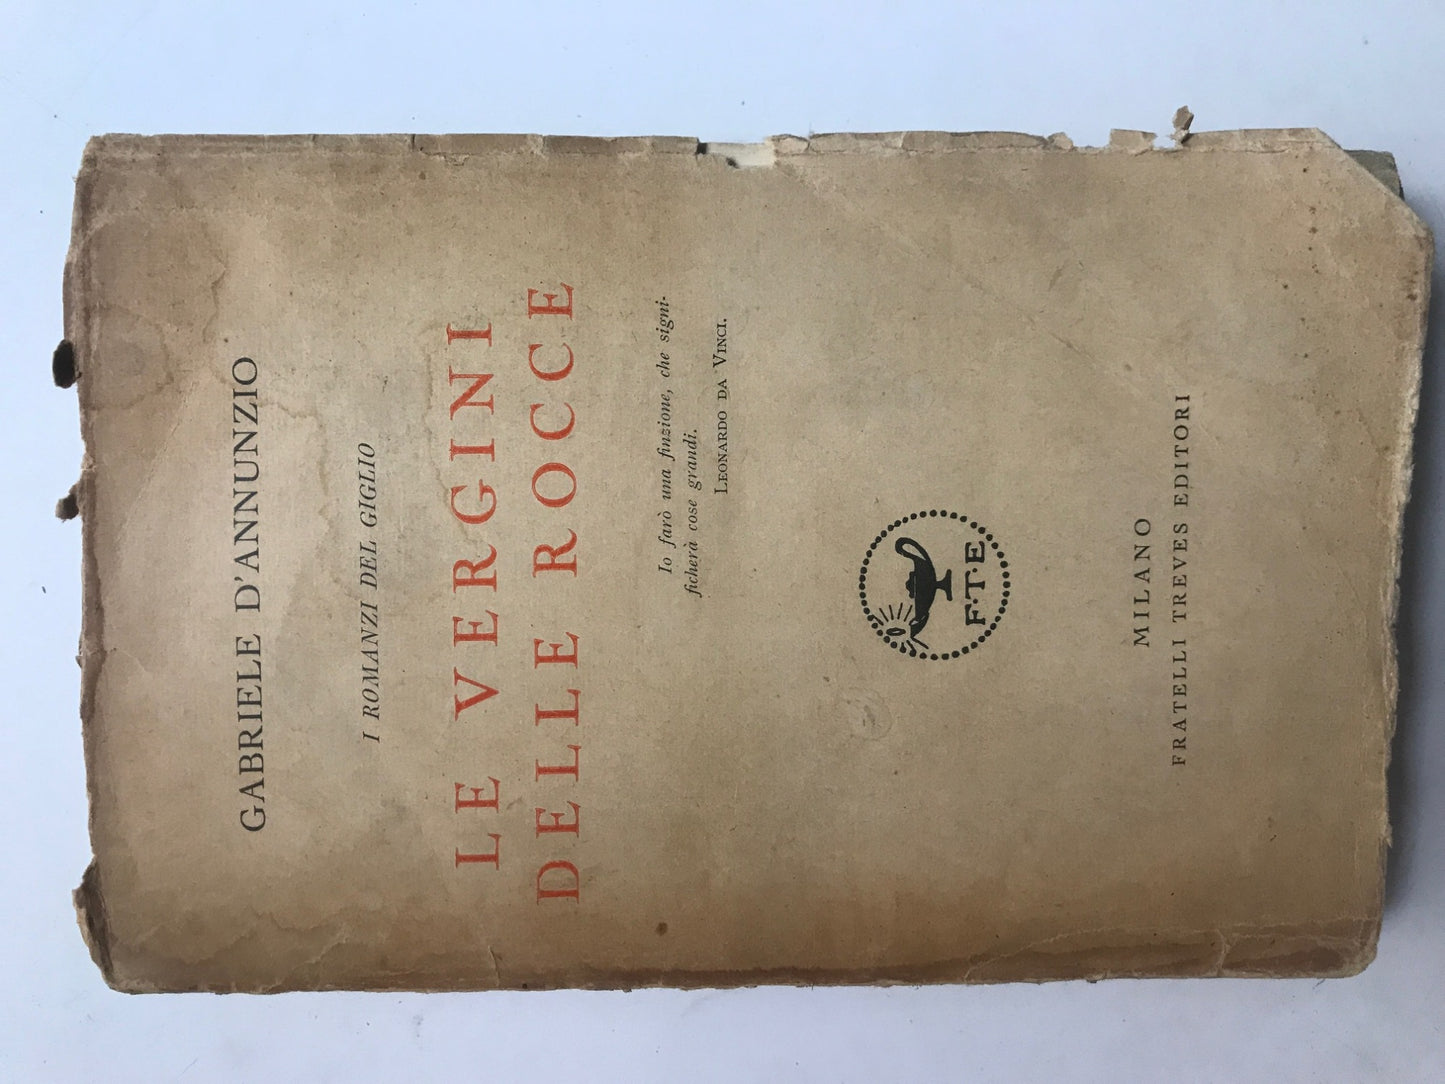 GABRIELE D'ANNUNZIO
I ROMANZI DEL GIGLIO
LE VERGINI
DELLE ROCCE
Io farò una finzione, che signi-
ficherà cose grandi.
LEONARDO DA VINCI.
F·T·E
MILANO
FRATELLI TREVES EDITORI